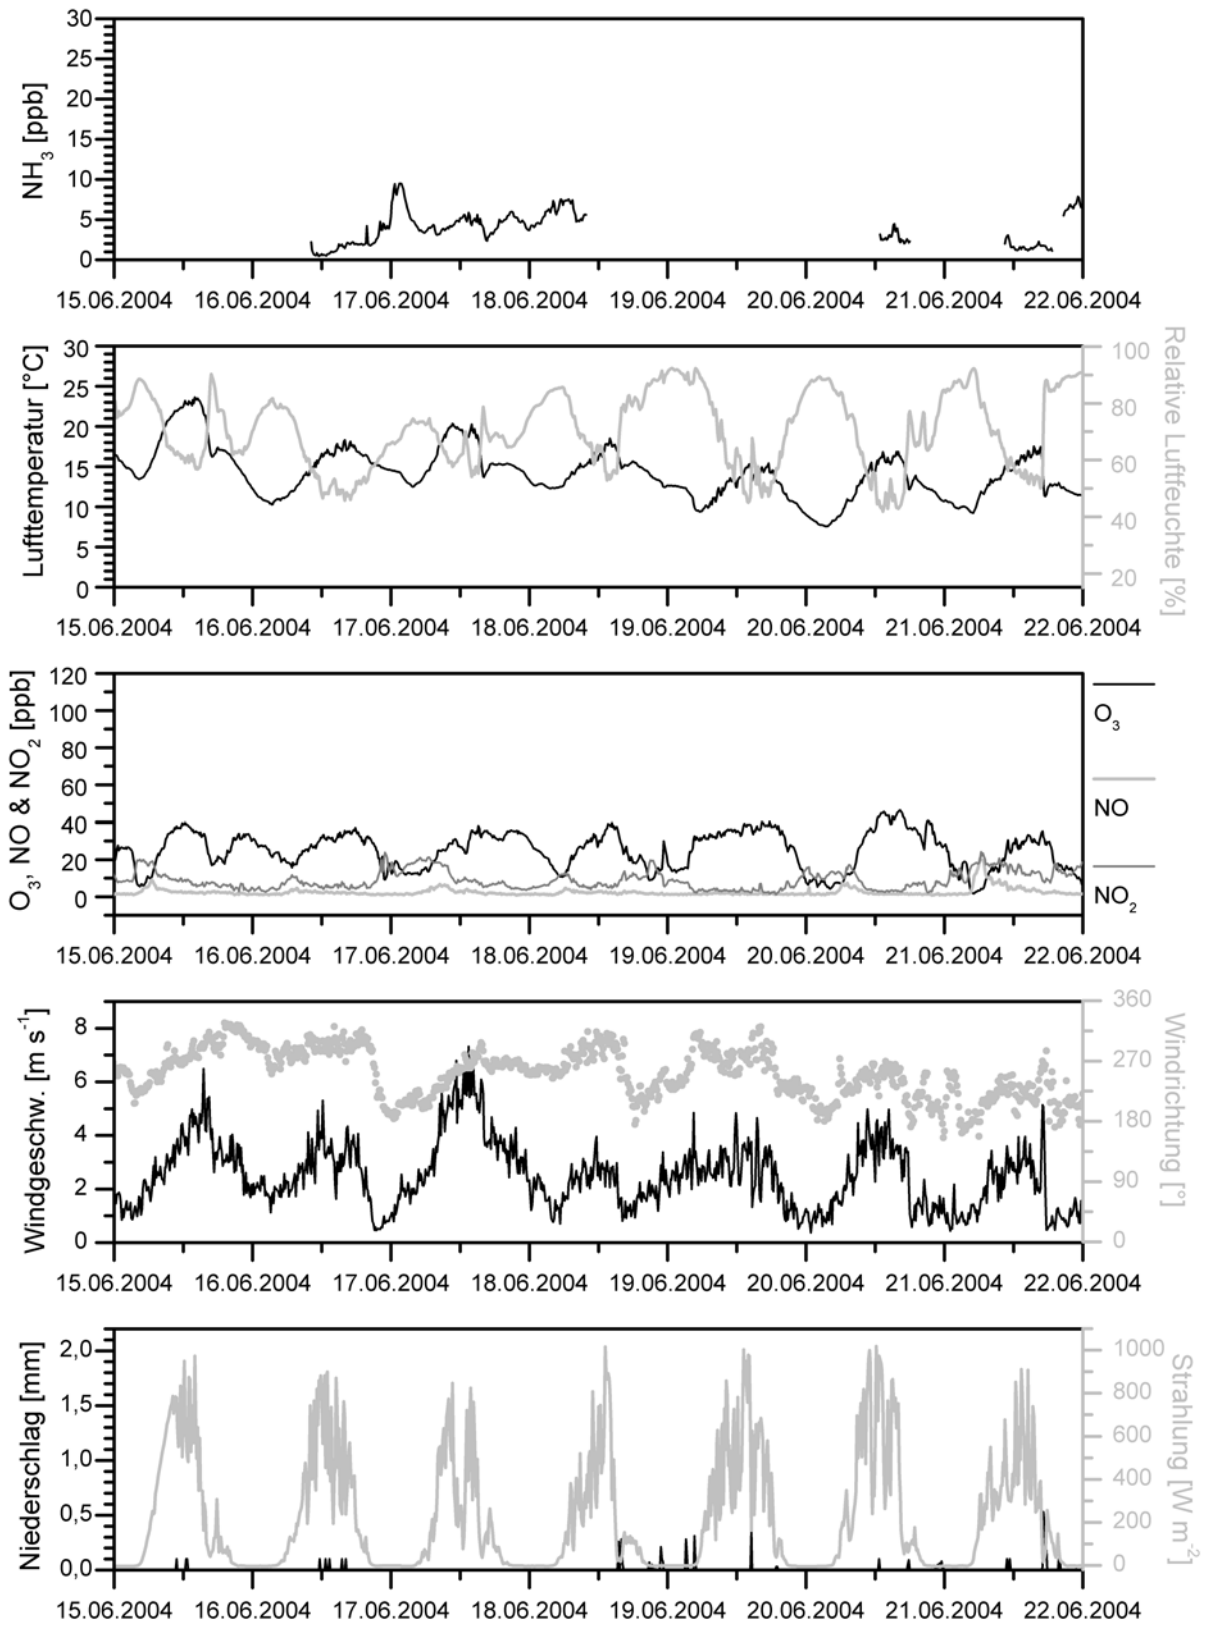 NH3 [ppb]
30
25
20
15
10
5
0
15.06.2004 16.06.2004 17.06.2004 18.06.2004 19.06.2004 20.06.2004 21.06.2004 22.06.2004
Lufttemperatur [°C]
30
25
20
15
10
5
0
Relative Luftfeuchte [%]
100
80
60
40
20
15.06.2004 16.06.2004 17.06.2004 18.06.2004 19.06.2004 20.06.2004 21.06.2004 22.06.2004
O3, NO & NO2 [ppb]
120
100
80
60
40
20
0
O3
NO
NO2
15.06.2004 16.06.2004 17.06.2004 18.06.2004 19.06.2004 20.06.2004 21.06.2004 22.06.2004
Windgeschw. [m s-1]
8
6
4
2
0
Windrichtung [°]
360
270
180
90
0
15.06.2004 16.06.2004 17.06.2004 18.06.2004 19.06.2004 20.06.2004 21.06.2004 22.06.2004
Niederschlag [mm]
2,0
1,5
1,0
0,5
0,0
Strahlung [W m-2]
1000
800
600
400
200
0
15.06.2004 16.06.2004 17.06.2004 18.06.2004 19.06.2004 20.06.2004 21.06.2004 22.06.2004